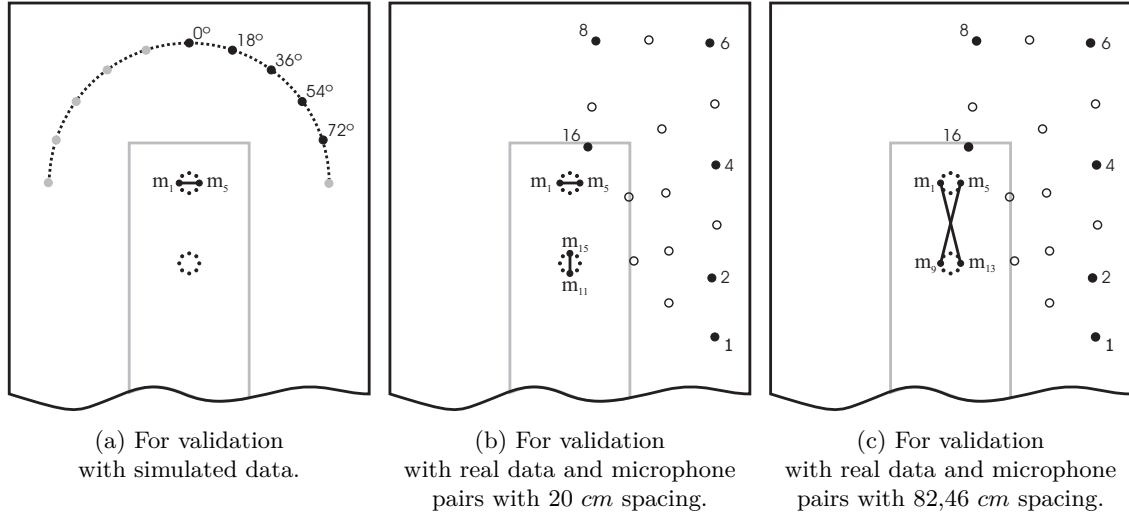 0°
18°
36°
54°
72°
m₁ m₅
(a) For validation
with simulated data.
8
6
16
4
m₁ m₅
m₁₅
m₁₁
2
1
(b) For validation
with real data and microphone
pairs with 20 cm spacing.
8
6
16
4
m₁ m₅
m₉ m₁₃
2
1
(c) For validation
with real data and microphone
pairs with 82,46 cm spacing.